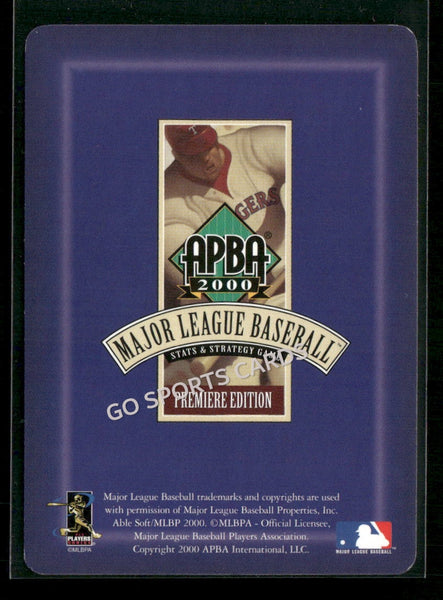 T
GERS
APBA®
2000
MAJOR LEAGUE BASEBALL™
STATS & STRATEGY GAME
GO SPORTS CARDS
PREMIERE EDITION
Major League Baseball trademarks and copyrights are used
with permission of Major League Baseball Properties, Inc.
Able Soft/MLBP 2000. ©MLBPA - Official Licensee,
Major League Baseball Players Association.
Copyright 2000 APBA International, LLC.
PLAYERS
CHOICE
©MLBPA
MAJOR LEAGUE BASEBALL